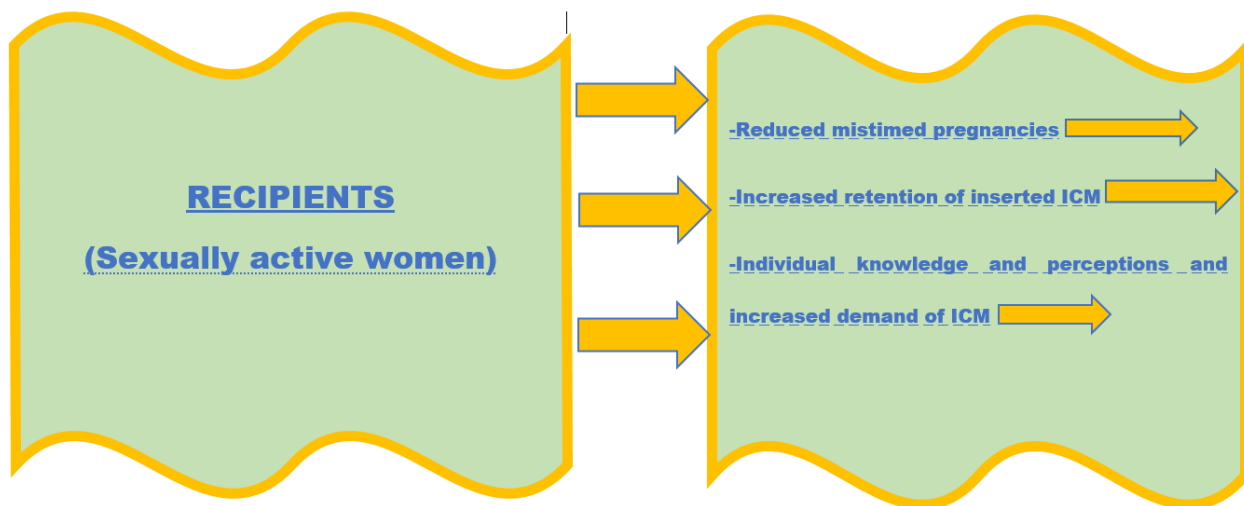 RECIPIENTS
(Sexually active women)
-Reduced mistimed pregnancies
-Increased retention of inserted ICM
-Individual knowledge and perceptions and
increased demand of ICM